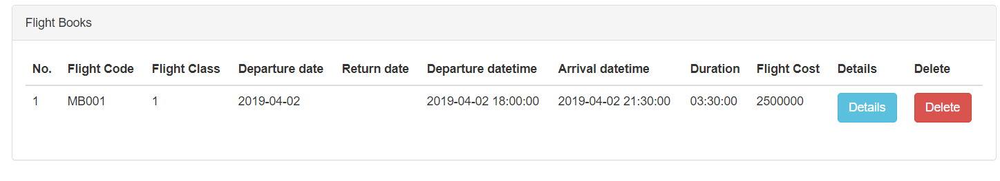 Flight Books
No. Flight Code Flight Class Departure date Return date Departure datetime Arrival datetime Duration Flight Cost Details Delete
1 MB001 1 2019-04-02 2019-04-02 18:00:00 2019-04-02 21:30:00 03:30:00 2500000 Details Delete